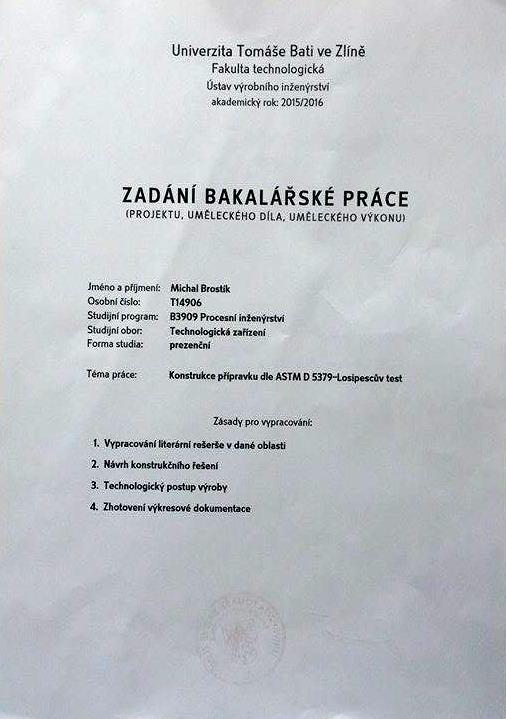 Univerzita Tomáše Bati ve Zlíně
Fakulta technologická
Ústav výrobního inženýrství
akademický rok: 2015/2016
ZADÁNÍ BAKALÁŘSKÉ PRÁCE
(PROJEKTU, UMĚLECKÉHO DÍLA, UMĚLECKÉHO VÝKONU)
Jméno a příjmení: Michal Brostík
Osobní číslo: T14906
Studijní program: B3909 Procesní inženýrství
Studijní obor: Technologická zařízení
Forma studia: prezenční
Téma práce: Konstrukce přípravku dle ASTM D 5379-Losipescův test
Zásady pro vypracování:
1. Vypracování literární rešerše v dané oblasti
2. Návrh konstrukčního řešení
3. Technologický postup výroby
4. Zhotovení výkresové dokumentace